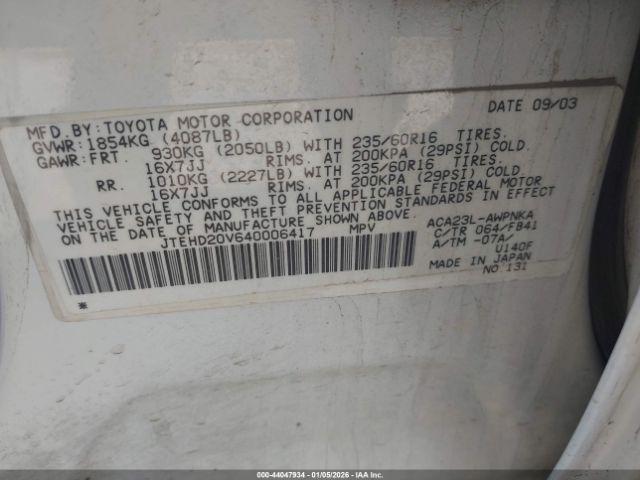 MFD.BY:TOYOTA MOTOR CORPORATION DATE 09/03
GVWR:1854KG (4087LB)
GAWR:FRT. 930KG (2050LB) WITH 235/60R16 TIRES.
16X7JJ RIMS. AT 200KPA (29PSI) COLD.
RR. 1010KG (2227LB) WITH 235/60R16 TIRES.
16X7JJ RIMS. AT 200KPA (29PSI) COLD
THIS VEHICLE CONFORMS TO ALL APPLICABLE FEDERAL MOTOR
VEHICLE SAFETY AND THEFT PREVENTION STANDARDS IN EFFECT
ON THE DATE OF MANUFACTURE SHOWN ABOVE.
JTEHD20V640006417 MPV
ACA23L-AWPNKA
C/TR 064/FB41
A/TM -07A/
U140F
MADE IN JAPAN
NO.131
000-44047934 - 01/05/2026 - IAAI.COM